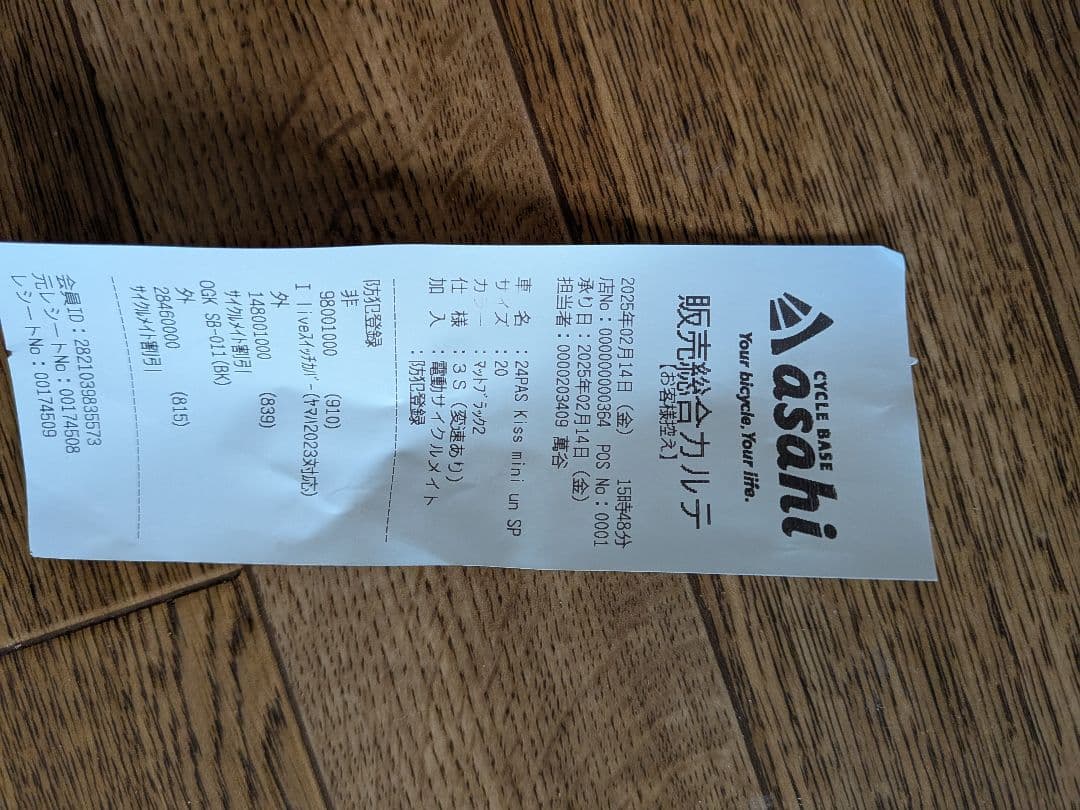 CYCLE BASE
asahi
Your bicycle. Your life.
販売総合カルテ
【お客様控え】
2025年02月14日（金） 15時48分
店No：0000000000364 POS No：0001
承り日：2025年02月14日（金）
担当者：0000203409 萬谷
車 名 ：24PAS Kiss mini un SP
サイズ ：20
カラー ：ﾏｯﾄﾌﾞﾗｯｸ2
仕 様 ：３Ｓ（変速あり）
加 入 ：電動サイクルメイト
：防犯登録
防犯登録
非
98001000 (910)
I liveｽｲｯﾁｶﾊﾞｰ (ﾔﾏﾊ2023対応)
外
148001000 (839)
ｻｲｸﾙﾒｲﾄ割引
OGK SB-011(BK)
外
28460000 (815)
ｻｲｸﾙﾒｲﾄ割引
会員ID：2821039835573
元レシートNo：00174508
レシートNo：00174509